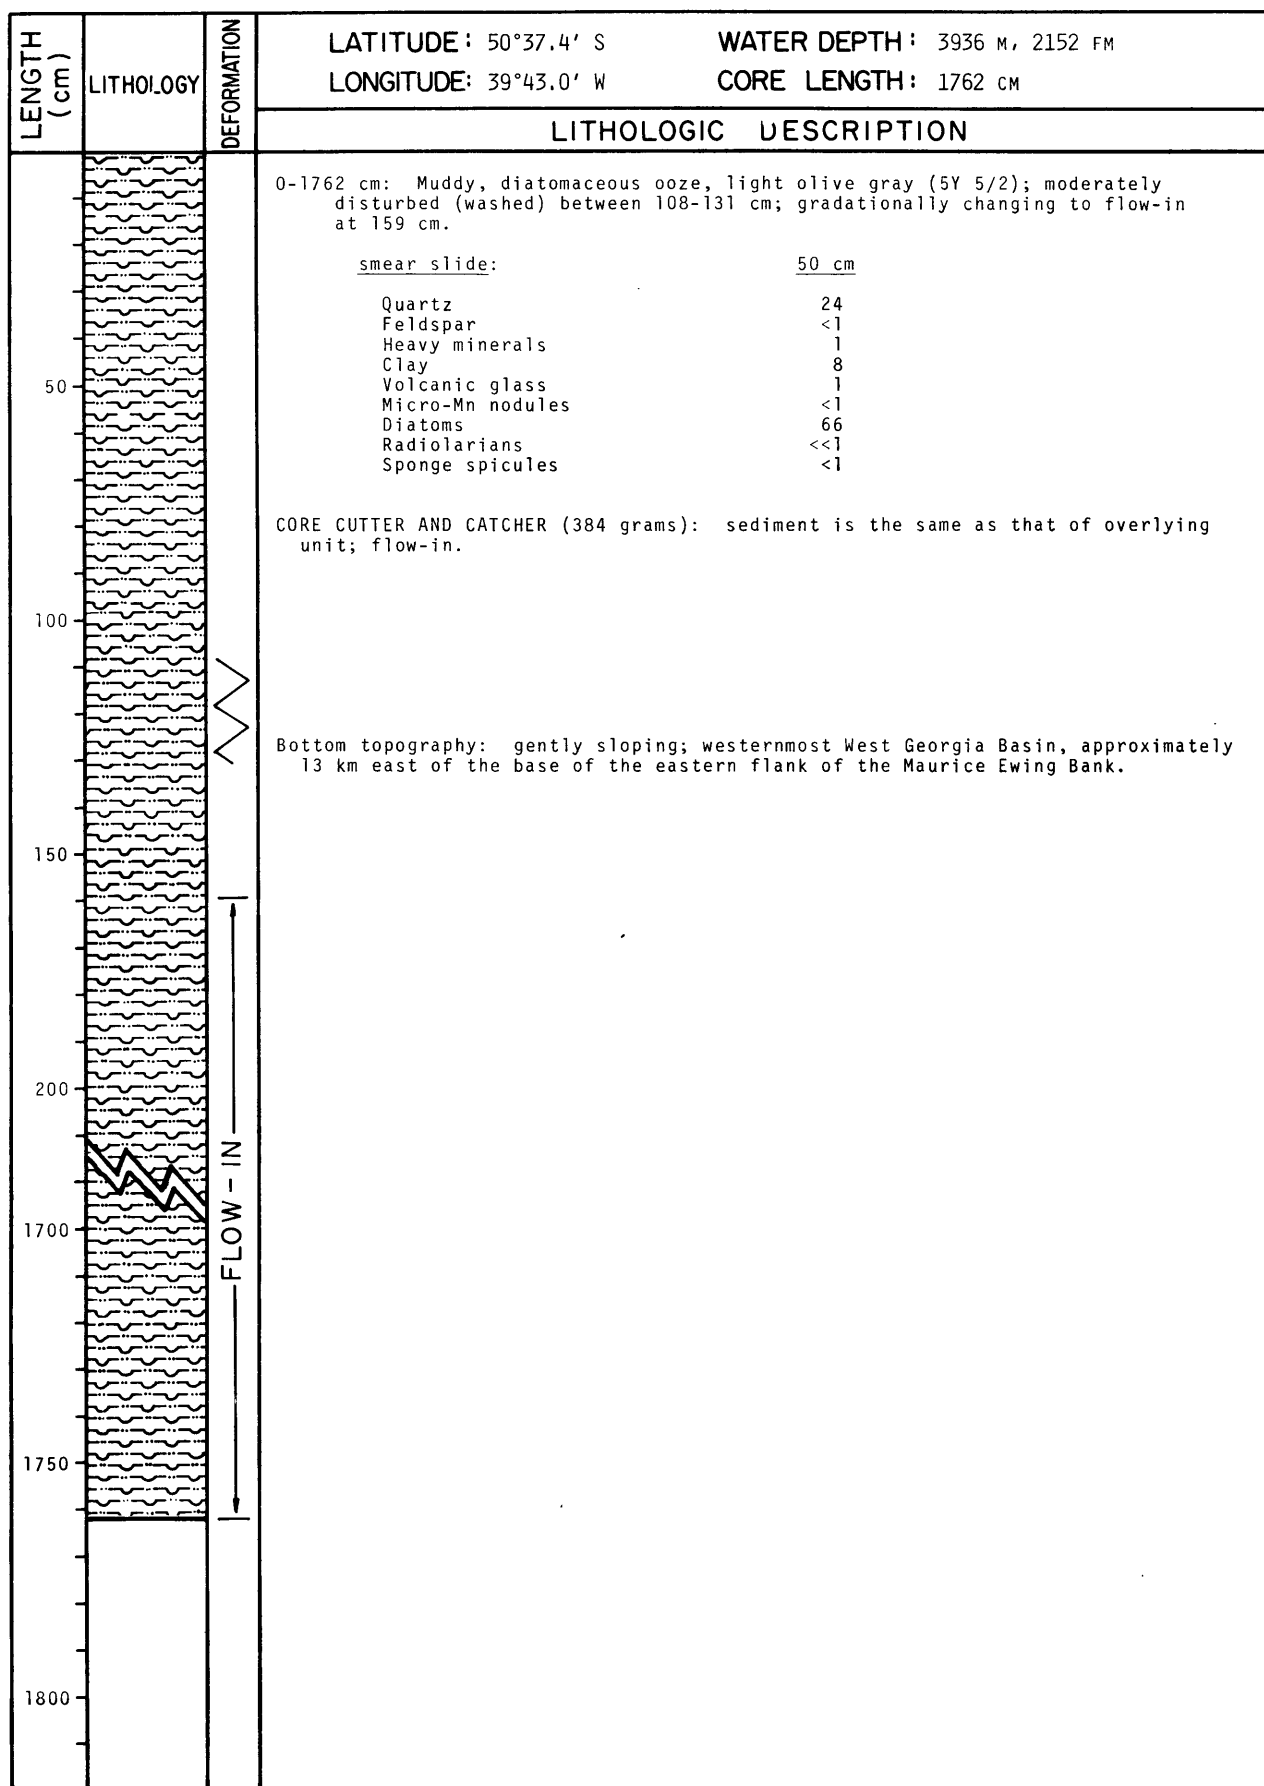 LENGTH (cm)
LITHOLOGY
DEFORMATION
LATITUDE: 50°37.4' S WATER DEPTH: 3936 M, 2152 FM
LONGITUDE: 39°43.0' W CORE LENGTH: 1762 CM
LITHOLOGIC DESCRIPTION
0-1762 cm: Muddy, diatomaceous ooze, light olive gray (5Y 5/2); moderately
disturbed (washed) between 108-131 cm; gradationally changing to flow-in
at 159 cm.
smear slide: 50 cm
Quartz 24
Feldspar <1
Heavy minerals 1
Clay 8
Volcanic glass 1
Micro-Mn nodules <1
Diatoms 66
Radiolarians <<1
Sponge spicules <1
CORE CUTTER AND CATCHER (384 grams): sediment is the same as that of overlying
unit; flow-in.
Bottom topography: gently sloping; westernmost West Georgia Basin, approximately
13 km east of the base of the eastern flank of the Maurice Ewing Bank.
50
100
150
200
1700
1750
1800
FLOW-IN